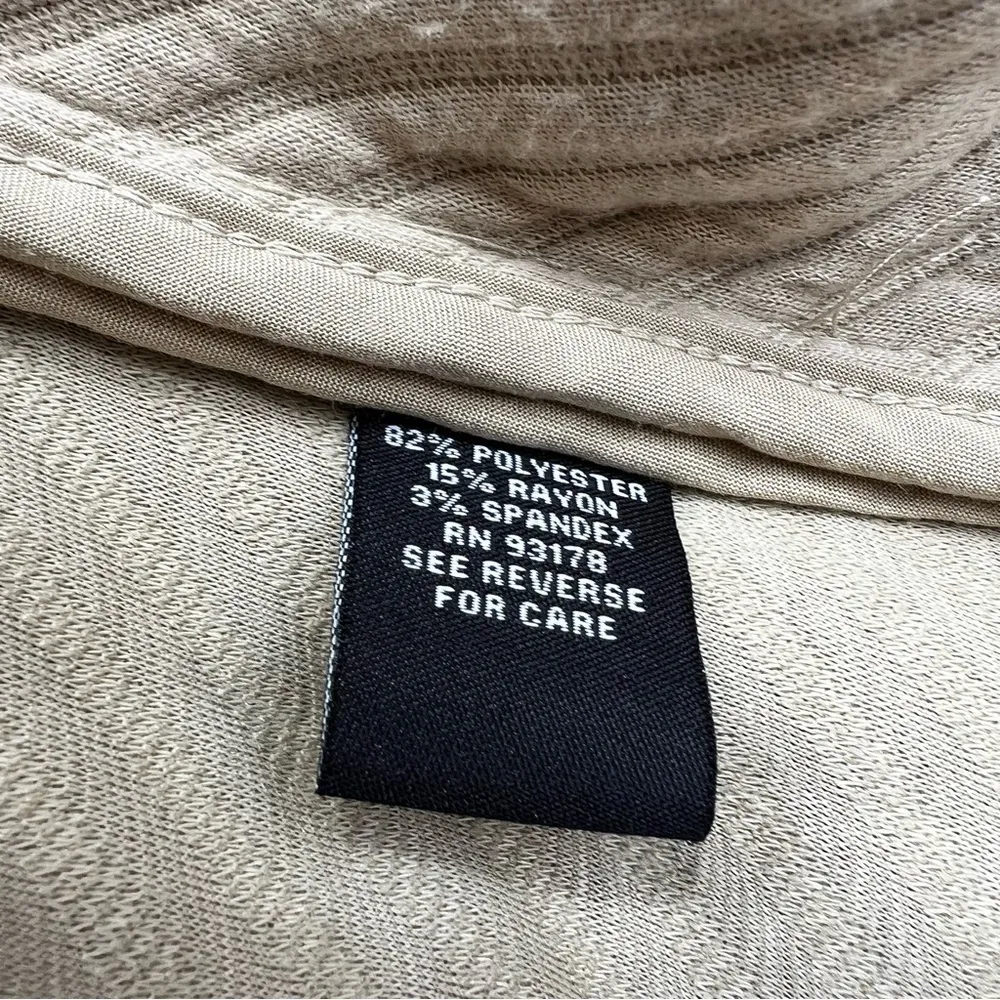 82% POLYESTER
15% RAYON
3% SPANDEX
RN 93178
SEE REVERSE
FOR CARE